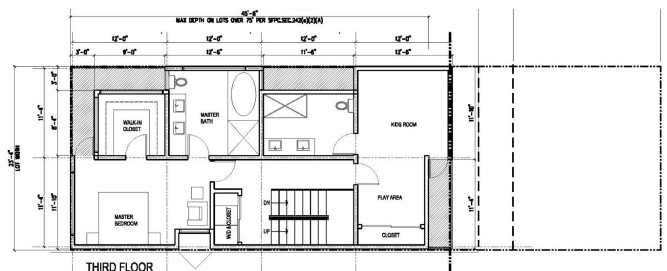 45'-6"
MAX DEPTH ON LOTS OVER 75' PER SFPC.SEC.242(e)(2)(A)
12'-0" 12'-0" 12'-0" 12'-0"
3'-0" 9'-0" 12'-6" 11'-6" 12'-6"
3'-0"
11'-4"
8'-4"
WALK-IN
CLOSET
MASTER
BATH
KIDS ROOM
11'-10"
23'-4"
LOT WIDTH
11'-4"
11'-10"
MASTER
BEDROOM
W/D &CLOSET
DN
UP
PLAY AREA
CLOSET
11'-4"
THIRD FLOOR